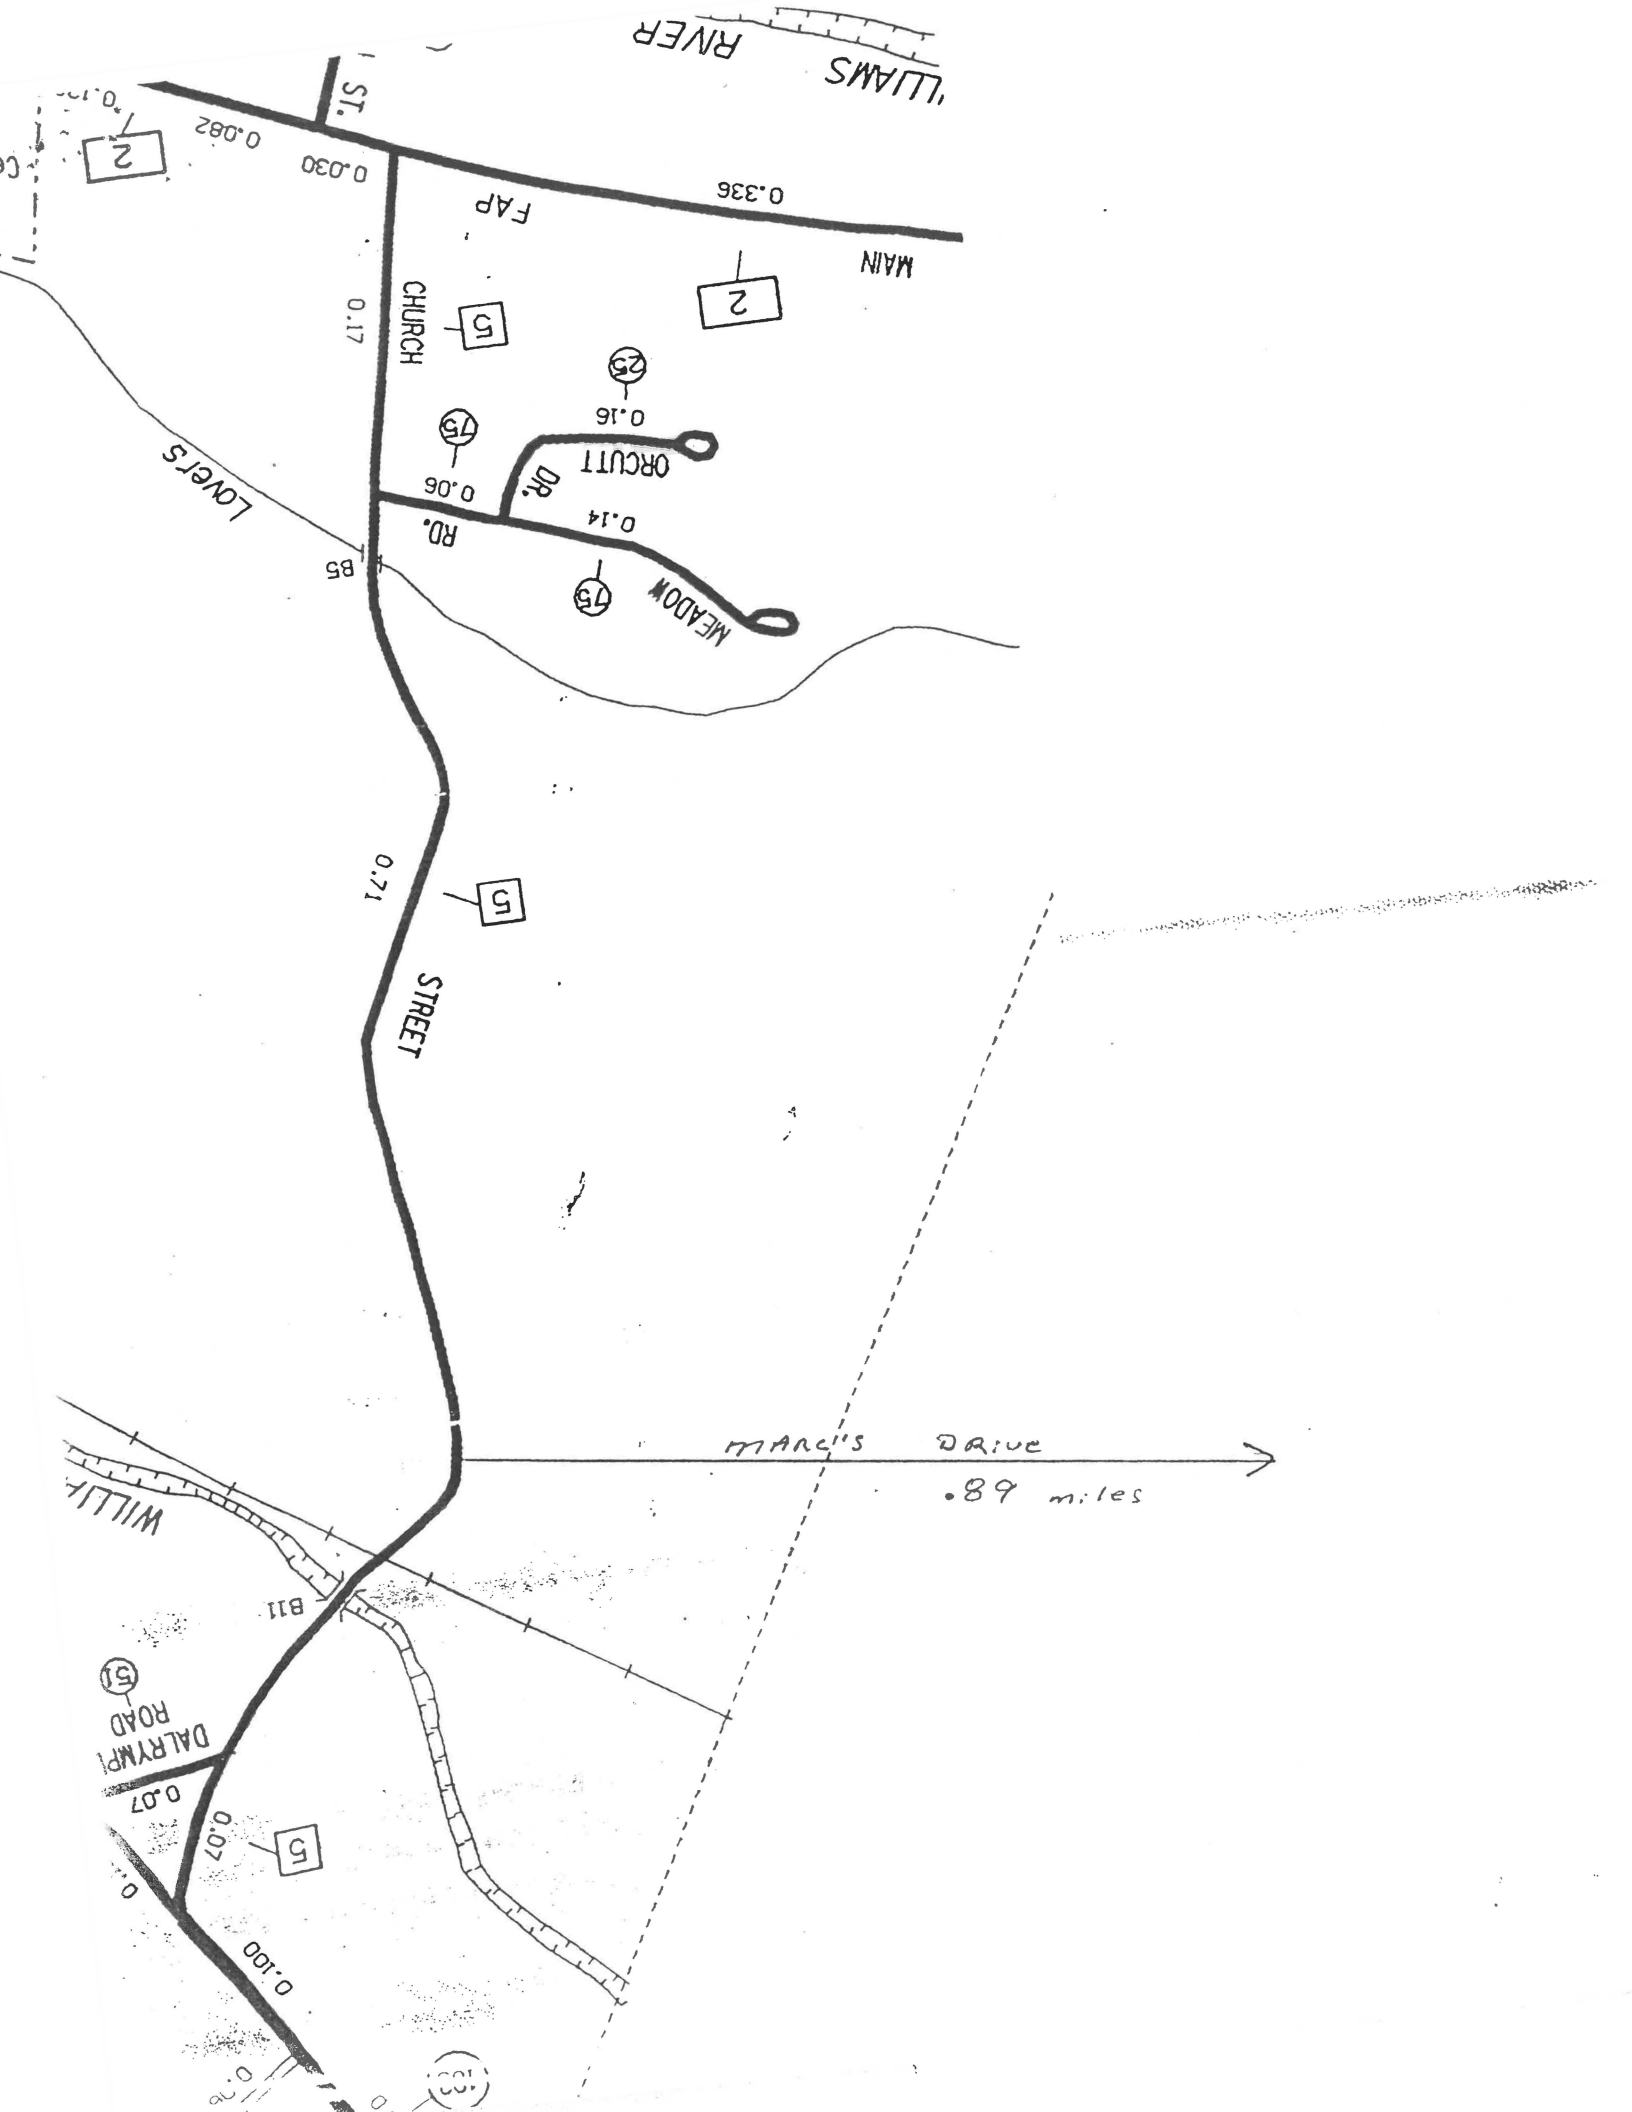 RIVER
'LLIAMS
ST.
0.082
2
0.030
0.336
FAP
MAIN
2
0.17
CHURCH
5
25
75
0.16
ORCUTT
DR.
0.06
RD.
0.14
Lovers
B5
75
MEADOW
0.71
5
STREET
MARC"S DRIVE
.89 miles
WILLIA
B11
51
DALRYMPL
ROAD
0.07
0.07
5
0.100